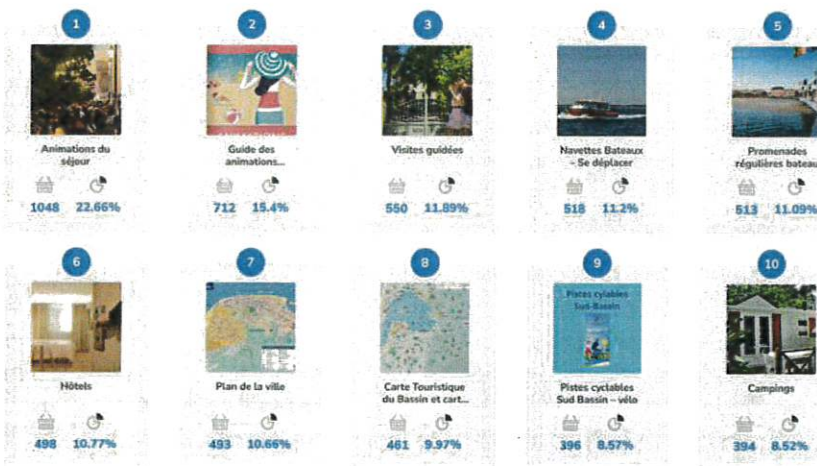 1
2
3
4
5
Animations du
séjour
Guide des
animations...
Visites guidées
Navettes Bateaux
- Se déplacer
Promenades
régulières bateau
1048 22.66%
712 15.4%
550 11.89%
518 11.2%
513 11.09%
6
7
8
9
10
Pistes cylables
Sud-Bassin
Hôtels
Plan de la ville
Carte Touristique
du Bassin et cart...
Pistes cyclables
Sud Bassin – vélo
Campings
498 10.77%
493 10.66%
461 9.97%
396 8.57%
394 8.52%